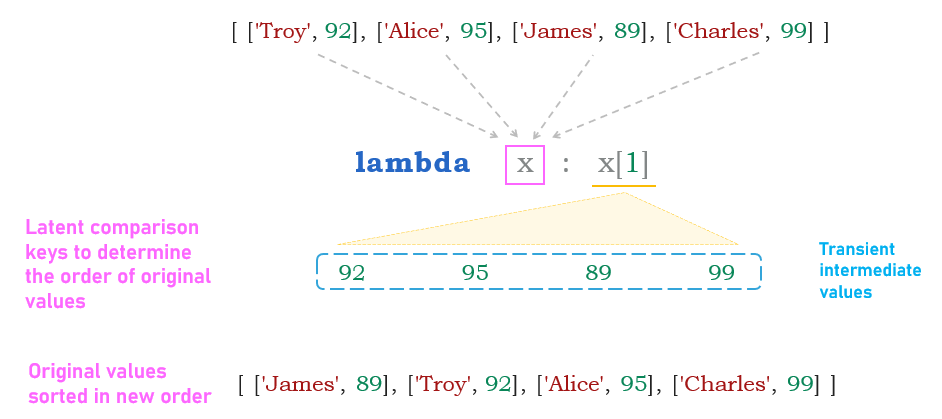 [ ['Troy', 92], ['Alice', 95], ['James', 89], ['Charles', 99] ]
lambda x : x[1]
Latent comparison
keys to determine
the order of original
values
92 95 89 99
Transient
intermediate
values
Original values
sorted in new order
[ ['James', 89], ['Troy', 92], ['Alice', 95], ['Charles', 99] ]